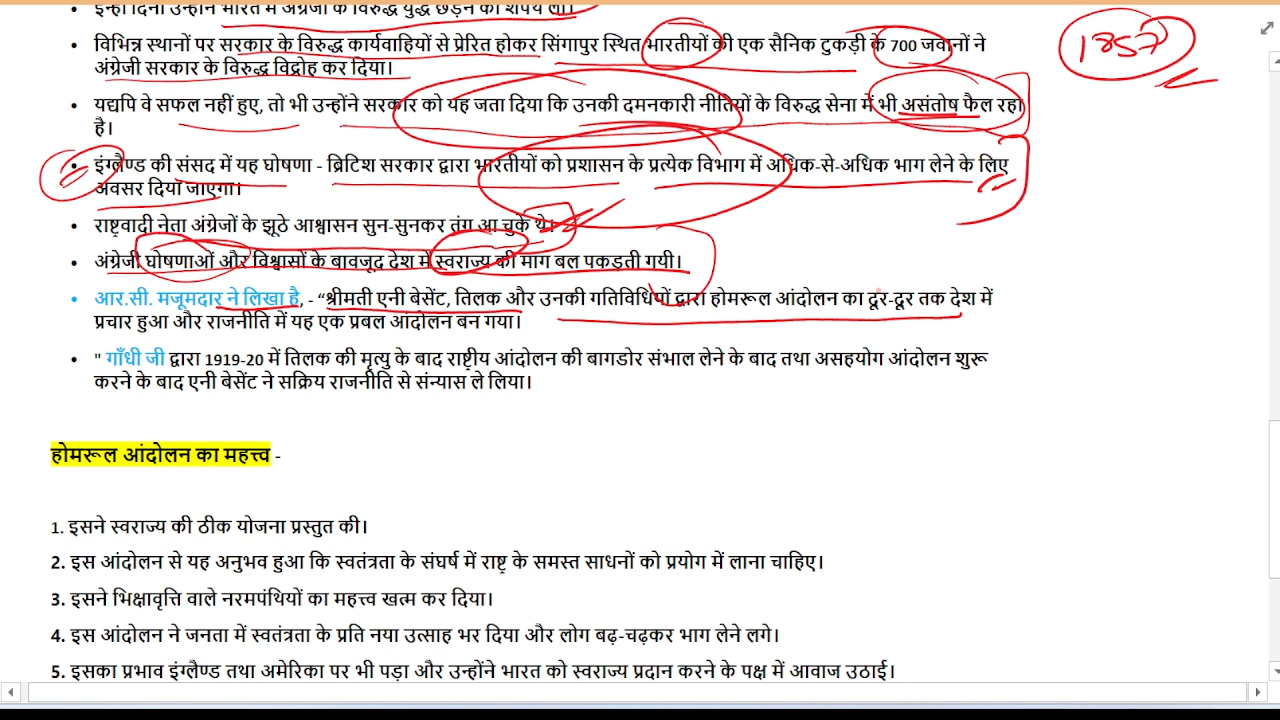 • इन्हीं दिनों उन्होंने भारत में अंग्रेजों के विरुद्ध युद्ध छेड़ने की शपथ ली।
1857
• विभिन्न स्थानों पर सरकार के विरुद्ध कार्यवाहियों से प्रेरित होकर सिंगापुर स्थित भारतीयों की एक सैनिक टुकड़ी के 700 जवानों ने
अंग्रेजी सरकार के विरुद्ध विद्रोह कर दिया।
• यद्यपि वे सफल नहीं हुए, तो भी उन्होंने सरकार को यह जता दिया कि उनकी दमनकारी नीतियों के विरुद्ध सेना में भी असंतोष फैल रहा
है।
• इंग्लैण्ड की संसद में यह घोषणा - ब्रिटिश सरकार द्वारा भारतीयों को प्रशासन के प्रत्येक विभाग में अधिक-से-अधिक भाग लेने के लिए
अवसर दिया जाएगा।
• राष्ट्रवादी नेता अंग्रेजों के झूठे आश्वासन सुन-सुनकर तंग आ चुके थे।
• अंग्रेजी घोषणाओं और विश्वासों के बावजूद देश में स्वराज्य की माग बल पकड़ती गयी।
• आर.सी. मजूमदार ने लिखा है, - “श्रीमती एनी बेसेंट, तिलक और उनकी गतिविधियों द्वारा होमरूल आंदोलन का दूर-दूर तक देश में
प्रचार हुआ और राजनीति में यह एक प्रबल आंदोलन बन गया।
• " गाँधी जी द्वारा 1919-20 में तिलक की मृत्यु के बाद राष्ट्रीय आंदोलन की बागडोर संभाल लेने के बाद तथा असहयोग आंदोलन शुरू
करने के बाद एनी बेसेंट ने सक्रिय राजनीति से संन्यास ले लिया।
होमरूल आंदोलन का महत्त्व -
1. इसने स्वराज्य की ठीक योजना प्रस्तुत की।
2. इस आंदोलन से यह अनुभव हुआ कि स्वतंत्रता के संघर्ष में राष्ट्र के समस्त साधनों को प्रयोग में लाना चाहिए।
3. इसने भिक्षावृत्ति वाले नरमपंथियों का महत्त्व खत्म कर दिया।
4. इस आंदोलन ने जनता में स्वतंत्रता के प्रति नया उत्साह भर दिया और लोग बढ़-चढ़कर भाग लेने लगे।
5. इसका प्रभाव इंग्लैण्ड तथा अमेरिका पर भी पड़ा और उन्होंने भारत को स्वराज्य प्रदान करने के पक्ष में आवाज उठाई।